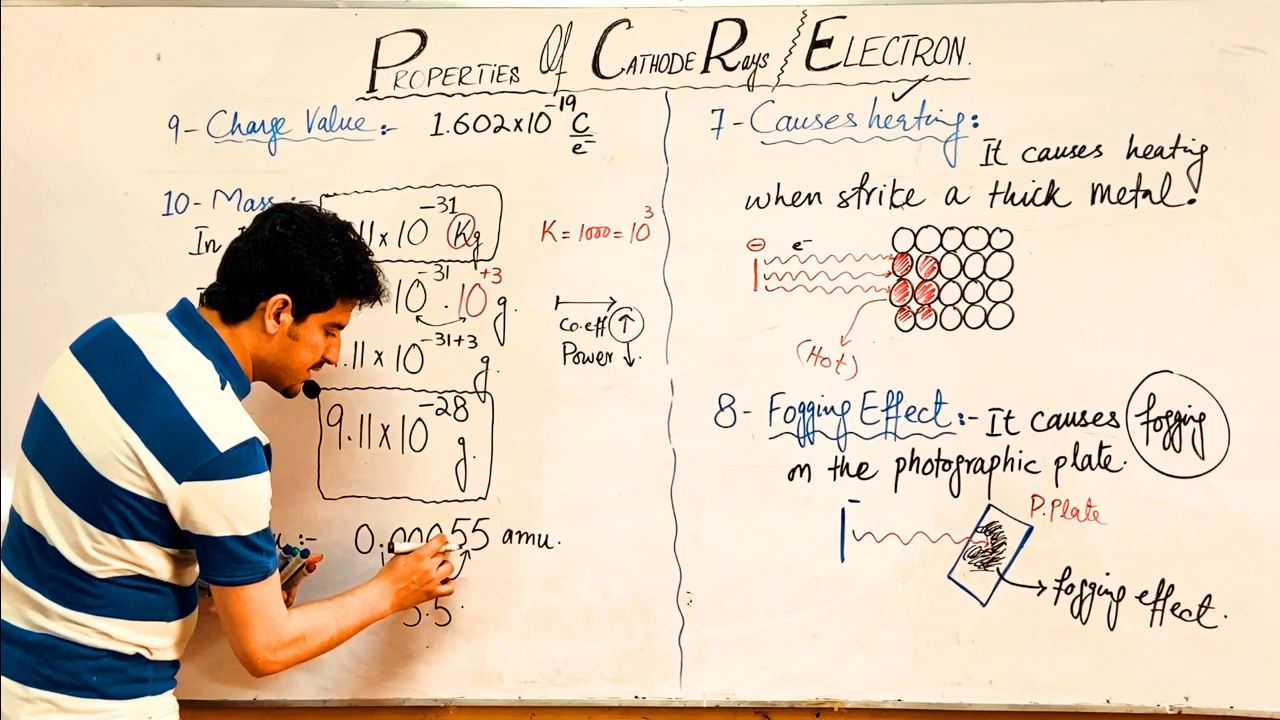 PROPERTIES OF CATHODE RAYS / ELECTRON.
9- Charge Value:- 1.602x10^-19 C/e⁻
10- Mass:-
In
11x10^-31 Kg
K = 1000 = 10^3
10^-31 . 10^+3 g.
Co.eff ↑
Power ↓.
.11x10^-31+3 g.
9.11x10^-28 g.
:- 0.00055 amu.
5.5
7- Causes heating:
It causes heating
when strike a thick metal.
⊖ e⁻
(Hot)
8- Fogging Effect:- It causes fogging
on the photographic plate.
P.Plate
fogging effect.